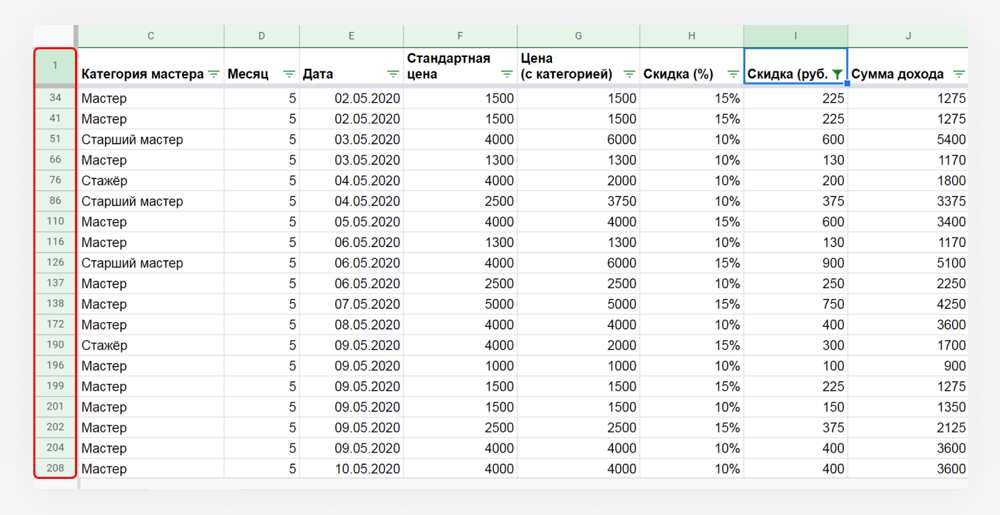 C D E F G H I J
1 Категория мастера Месяц Дата Стандартная цена Цена (с категорией) Скидка (%) Скидка (руб. Сумма дохода
34 Мастер 5 02.05.2020 1500 1500 15% 225 1275
41 Мастер 5 02.05.2020 1500 1500 15% 225 1275
51 Старший мастер 5 03.05.2020 4000 6000 10% 600 5400
66 Мастер 5 03.05.2020 1300 1300 10% 130 1170
76 Стажёр 5 04.05.2020 4000 2000 10% 200 1800
86 Старший мастер 5 04.05.2020 2500 3750 10% 375 3375
110 Мастер 5 05.05.2020 4000 4000 15% 600 3400
116 Мастер 5 06.05.2020 1300 1300 10% 130 1170
126 Старший мастер 5 06.05.2020 4000 6000 15% 900 5100
137 Мастер 5 06.05.2020 2500 2500 10% 250 2250
138 Мастер 5 07.05.2020 5000 5000 15% 750 4250
172 Мастер 5 08.05.2020 4000 4000 10% 400 3600
190 Стажёр 5 09.05.2020 4000 2000 15% 300 1700
196 Мастер 5 09.05.2020 1000 1000 10% 100 900
199 Мастер 5 09.05.2020 1500 1500 15% 225 1275
201 Мастер 5 09.05.2020 1500 1500 10% 150 1350
202 Мастер 5 09.05.2020 2500 2500 15% 375 2125
204 Мастер 5 09.05.2020 4000 4000 10% 400 3600
208 Мастер 5 10.05.2020 4000 4000 10% 400 3600